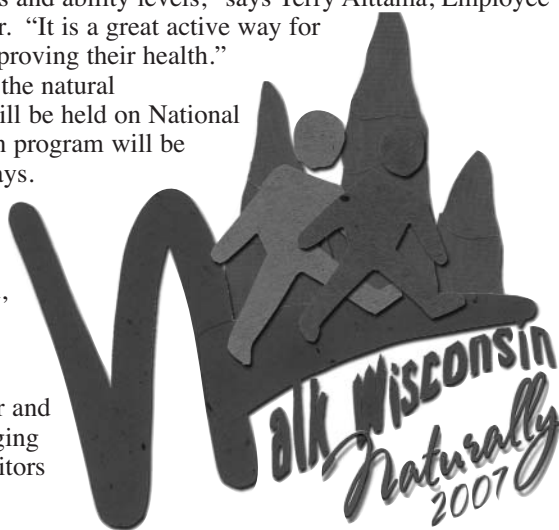 s and ability levels," says Terry Anttama, Employee
r. “It is a great active way for
proving their health.”
the natural
ill be held on National
n program will be
ays.
,
r and
ging
itors
Walk Wisconsin
Naturally
2007